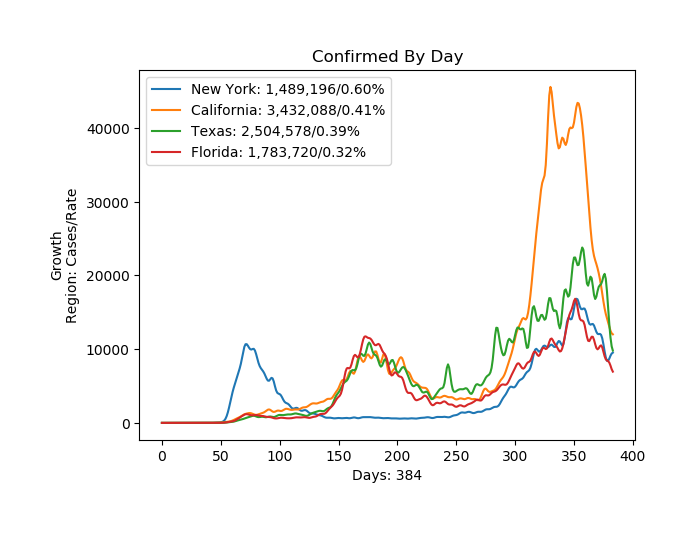 Confirmed By Day
New York: 1,489,196/0.60%
California: 3,432,088/0.41%
Texas: 2,504,578/0.39%
Florida: 1,783,720/0.32%
40000
30000
20000
10000
0
Growth
Region: Cases/Rate
0 50 100 150 200 250 300 350 400
Days: 384